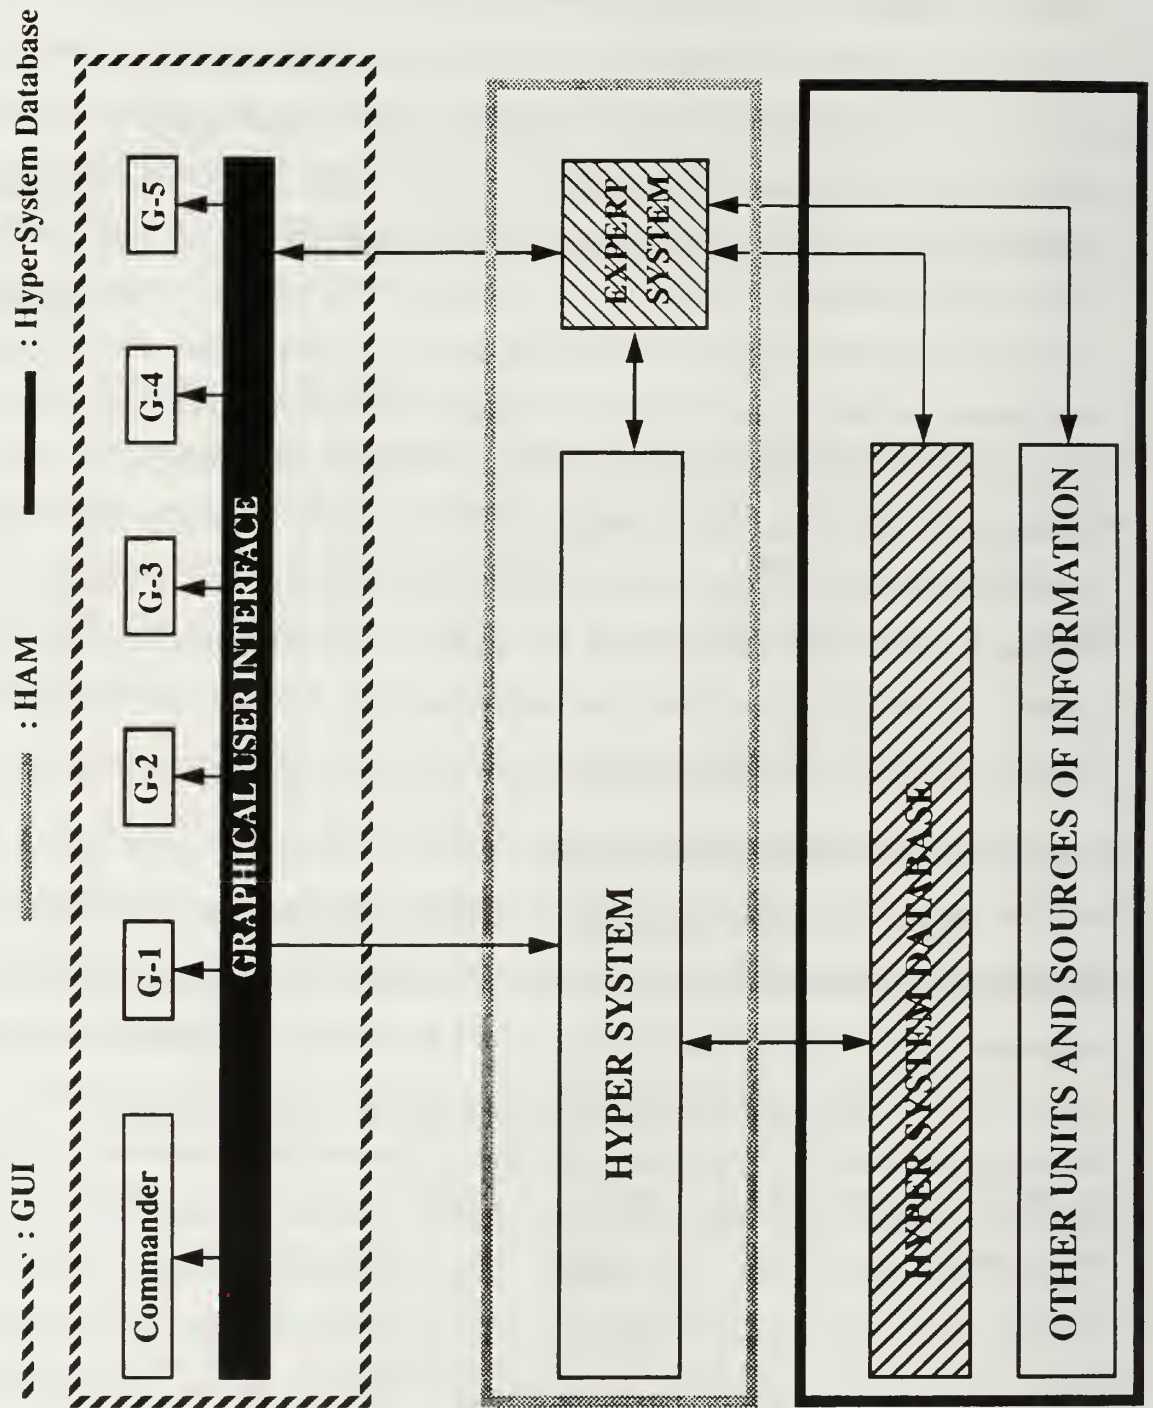 : GUI
: HAM
: HyperSystem Database
Commander
G-1
G-2
G-3
G-4
G-5
GRAPHICAL USER INTERFACE
HYPER SYSTEM
EXPERT
SYSTEM
HYPER SYSTEM DATABASE
OTHER UNITS AND SOURCES OF INFORMATION